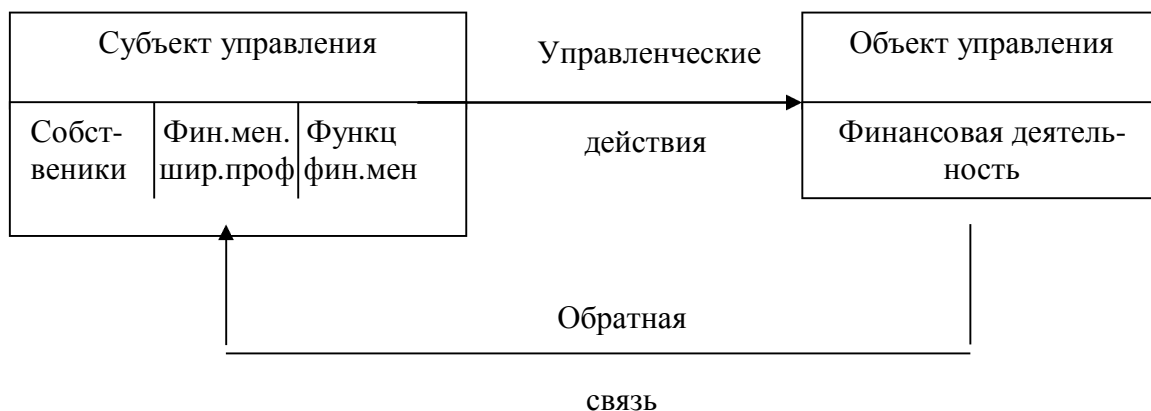 Субъект управления
Собст-
веники
Фин.мен.
шир.проф
Функц
фин.мен
Управленческие
действия
Объект управления
Финансовая деятель-
ность
Обратная
связь